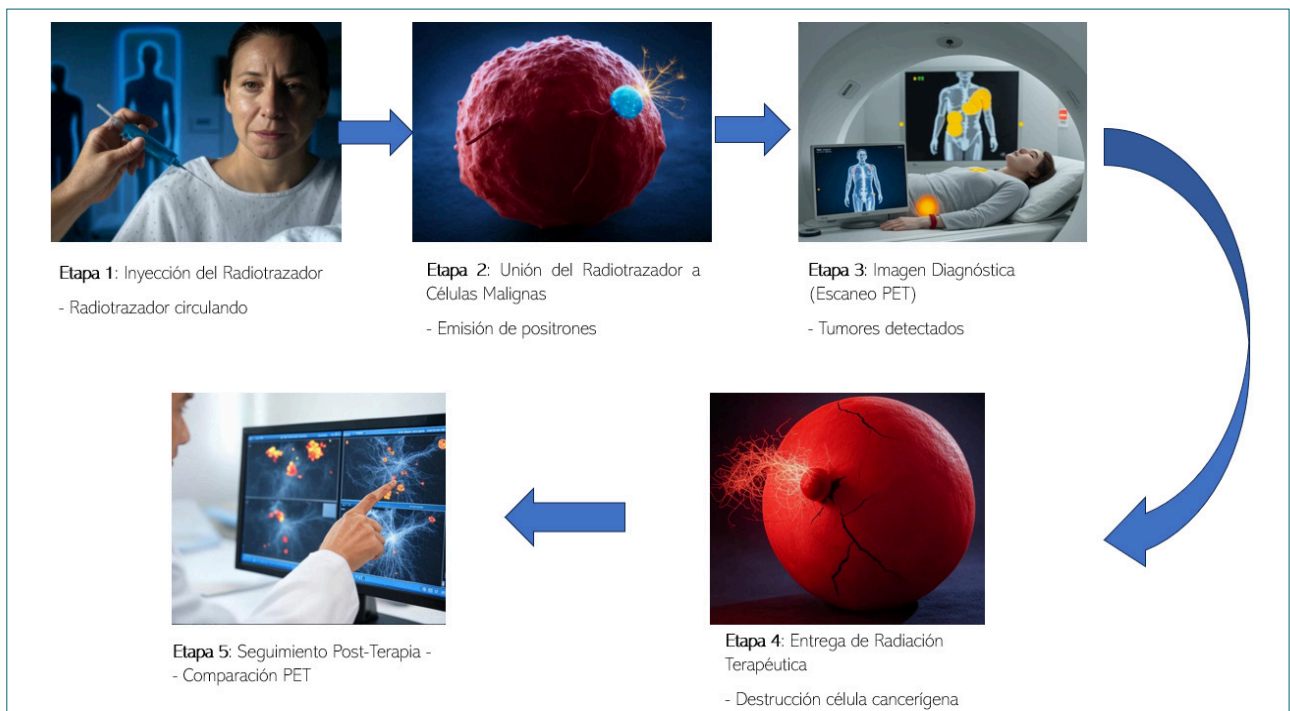 Etapa 1: Inyección del Radiotrazador
- Radiotrazador circulando
Etapa 2: Unión del Radiotrazador a
Células Malignas
- Emisión de positrones
Etapa 3: Imagen Diagnóstica
(Escaneo PET)
- Tumores detectados
Etapa 4: Entrega de Radiación
Terapéutica
- Destrucción célula cancerígena
Etapa 5: Seguimiento Post-Terapia -
- Comparación PET